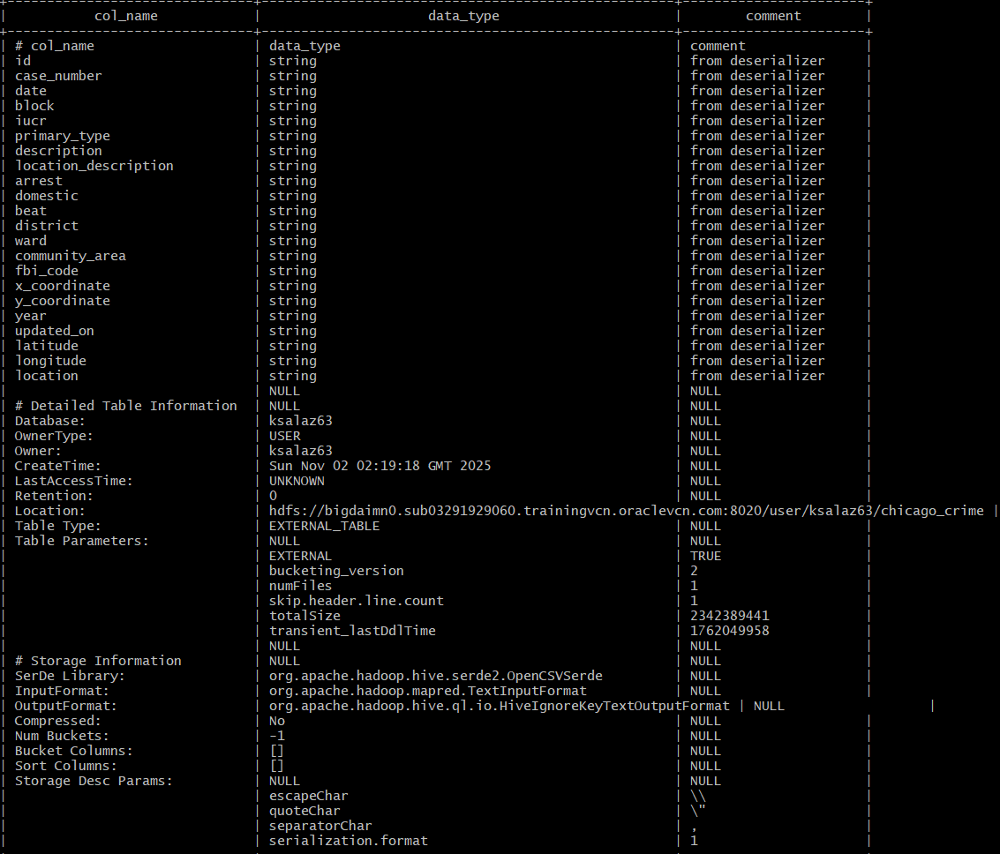 | col_name | data_type | comment |
| # col_name | data_type | comment |
| id | string | from deserializer |
| case_number | string | from deserializer |
| date | string | from deserializer |
| block | string | from deserializer |
| iucr | string | from deserializer |
| primary_type | string | from deserializer |
| description | string | from deserializer |
| location_description | string | from deserializer |
| arrest | string | from deserializer |
| domestic | string | from deserializer |
| beat | string | from deserializer |
| district | string | from deserializer |
| ward | string | from deserializer |
| community_area | string | from deserializer |
| fbi_code | string | from deserializer |
| x_coordinate | string | from deserializer |
| y_coordinate | string | from deserializer |
| year | string | from deserializer |
| updated_on | string | from deserializer |
| latitude | string | from deserializer |
| longitude | string | from deserializer |
| location | string | from deserializer |
| | NULL | NULL |
| # Detailed Table Information | NULL | NULL |
| Database: | ksalaz63 | NULL |
| OwnerType: | USER | NULL |
| Owner: | ksalaz63 | NULL |
| CreateTime: | Sun Nov 02 02:19:18 GMT 2025 | NULL |
| LastAccessTime: | UNKNOWN | NULL |
| Retention: | 0 | NULL |
| Location: | hdfs://bigdaimn0.sub03291929060.trainingvcn.oraclevcn.com:8020/user/ksalaz63/chicago_crime |
| Table Type: | EXTERNAL_TABLE | NULL |
| Table Parameters: | NULL | NULL |
| | EXTERNAL | TRUE |
| | bucketing_version | 2 |
| | numFiles | 1 |
| | skip.header.line.count | 1 |
| | totalSize | 2342389441 |
| | transient_lastDdlTime | 1762049958 |
| | NULL | NULL |
| # Storage Information | NULL | NULL |
| SerDe Library: | org.apache.hadoop.hive.serde2.OpenCSVSerde | NULL |
| InputFormat: | org.apache.hadoop.mapred.TextInputFormat | NULL |
| OutputFormat: | org.apache.hadoop.hive.ql.io.HiveIgnoreKeyTextOutputFormat | NULL |
| Compressed: | No | NULL |
| Num Buckets: | -1 | NULL |
| Bucket Columns: | [] | NULL |
| Sort Columns: | [] | NULL |
| Storage Desc Params: | NULL | NULL |
| | escapeChar | \\ |
| | quoteChar | \" |
| | separatorChar | , |
| | serialization.format | 1 |